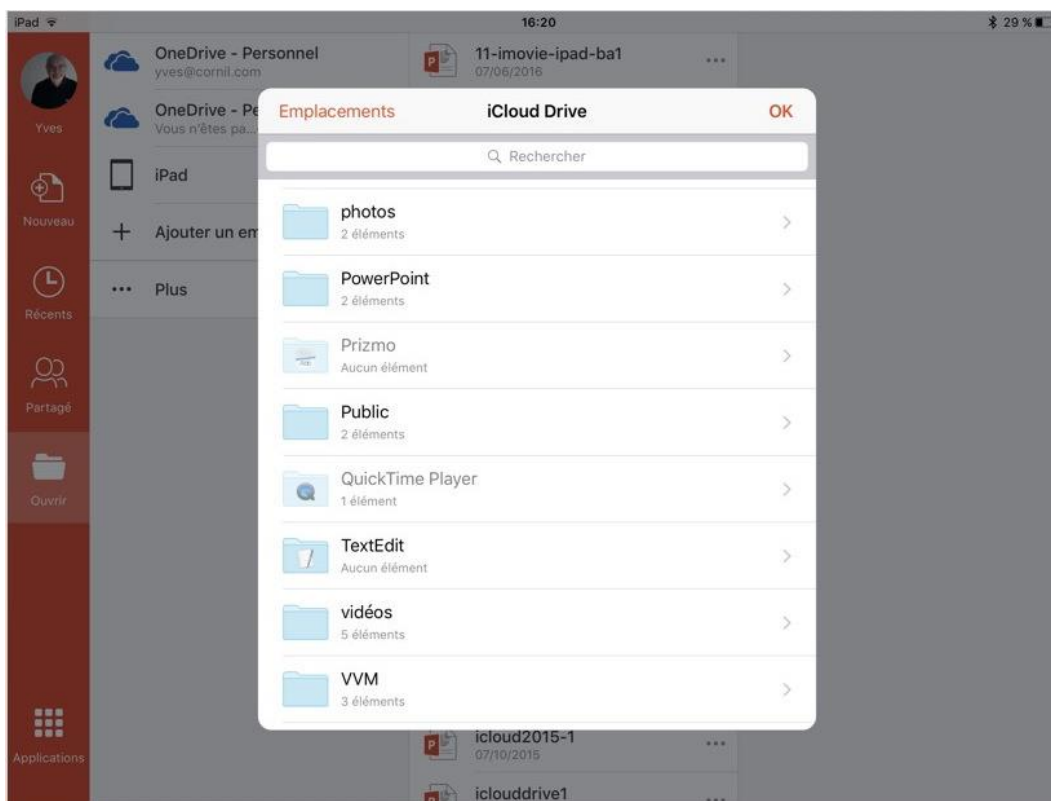 iPad 16:20 29 %
Yves
Nouveau
Récents
Partagé
Ouvrir
Applications
OneDrive - Personnel
yves@cornil.com
OneDrive - Pe
Vous n'êtes pa...
iPad
Ajouter un em
Plus
11-imovie-ipad-ba1
07/06/2016
Emplacements iCloud Drive OK
Rechercher
photos
2 éléments
PowerPoint
2 éléments
Prizmo
Aucun élément
Public
2 éléments
QuickTime Player
1 élément
TextEdit
Aucun élément
vidéos
5 éléments
VVM
3 éléments
icloud2015-1
07/10/2015
iclouddrive1